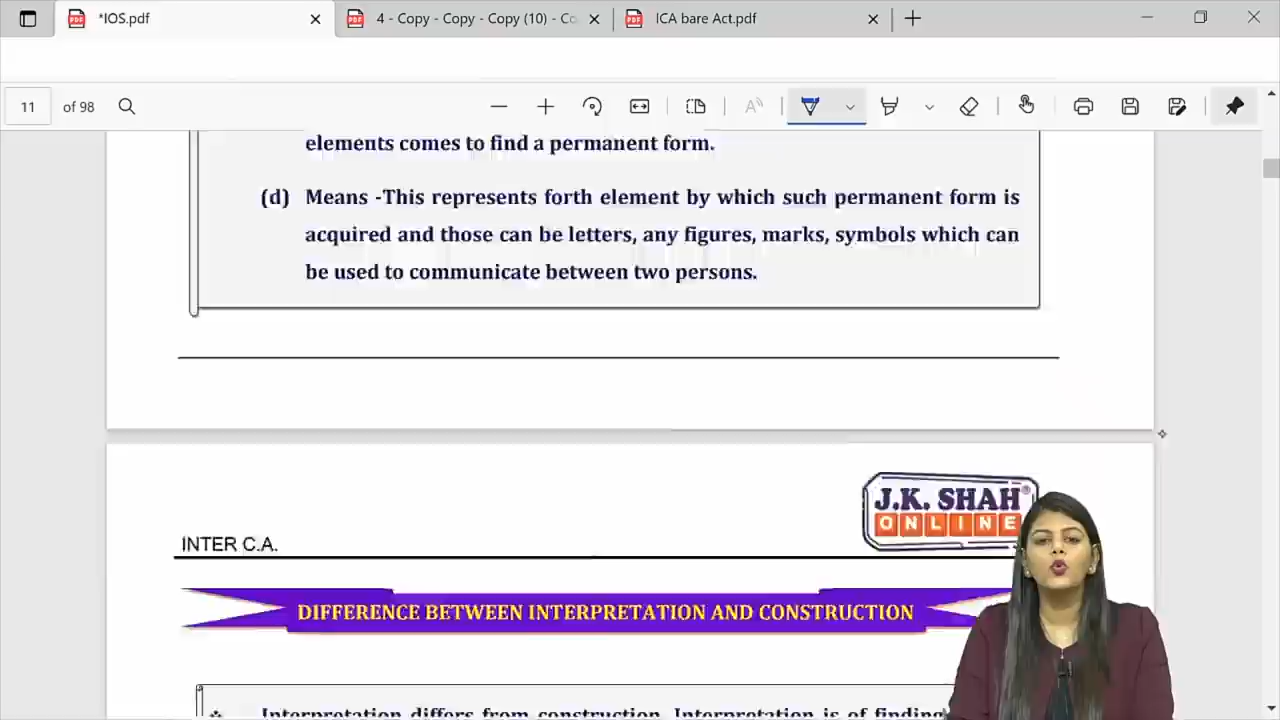 *IOS.pdf
4 - Copy - Copy - Copy (10) - Co
ICA bare Act.pdf
11 of 98
elements comes to find a permanent form.
(d) Means -This represents forth element by which such permanent form is
acquired and those can be letters, any figures, marks, symbols which can
be used to communicate between two persons.
J.K. SHAH®
ONLINE
INTER C.A.
DIFFERENCE BETWEEN INTERPRETATION AND CONSTRUCTION
Interpretation differs from construction. Interpretation is of finding